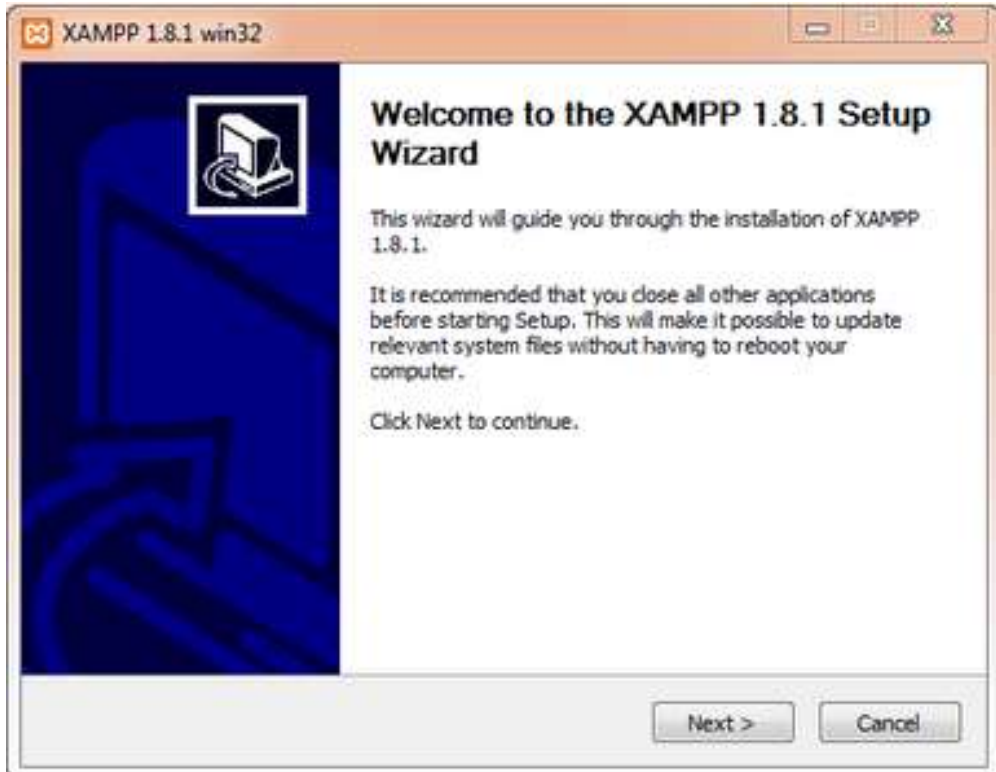 XAMPP 1.8.1 win32
Welcome to the XAMPP 1.8.1 Setup
Wizard
This wizard will guide you through the installation of XAMPP
1.8.1.
It is recommended that you close all other applications
before starting Setup. This will make it possible to update
relevant system files without having to reboot your
computer.
Click Next to continue.
Next >
Cancel